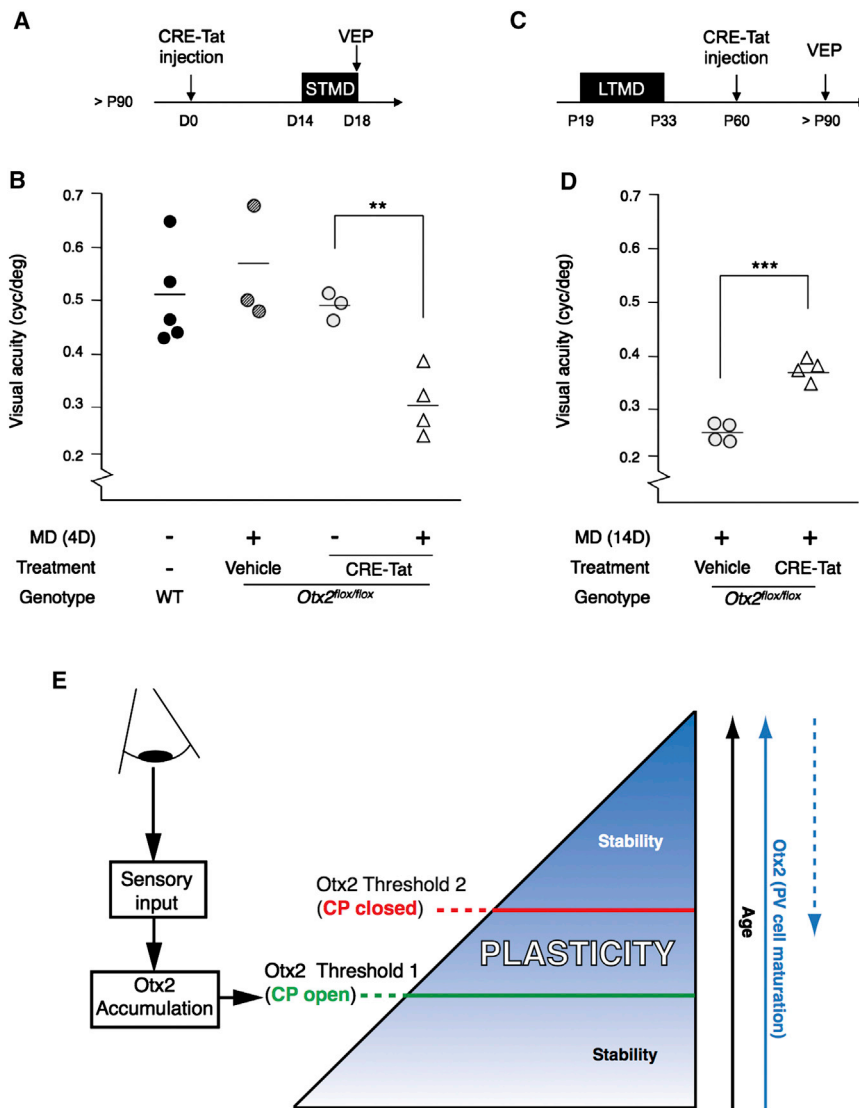 A
CRE-Tat
injection
VEP
STMD
> P90
D0
D14
D18
C
CRE-Tat
injection
VEP
LTMD
P19
P33
P60
> P90
B
Visual acuity (cyc/deg)
0.7
0.6
0.5
0.4
0.3
0.2
**
MD (4D) - + - +
Treatment - Vehicle CRE-Tat
Genotype WT Otx2flox/flox
D
Visual acuity (cyc/deg)
0.7
0.6
0.5
0.4
0.3
0.2
***
MD (14D) + +
Treatment Vehicle CRE-Tat
Genotype Otx2flox/flox
E
Sensory
input
Otx2
Accumulation
Otx2 Threshold 2
(CP closed)
Otx2 Threshold 1
(CP open)
Stability
PLASTICITY
Stability
Age
Otx2 (PV cell maturation)